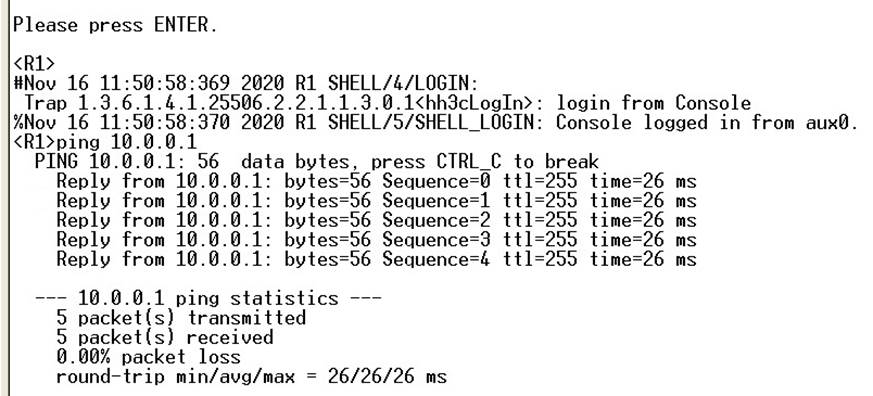 Please press ENTER.
<R1>
#Nov 16 11:50:58:369 2020 R1 SHELL/4/LOGIN:
Trap 1.3.6.1.4.1.25506.2.2.1.1.3.0.1<hh3cLogIn>: login from Console
%Nov 16 11:50:58:370 2020 R1 SHELL/5/SHELL_LOGIN: Console logged in from aux0.
<R1>ping 10.0.0.1
PING 10.0.0.1: 56  data bytes, press CTRL_C to break
Reply from 10.0.0.1: bytes=56 Sequence=0 ttl=255 time=26 ms
Reply from 10.0.0.1: bytes=56 Sequence=1 ttl=255 time=26 ms
Reply from 10.0.0.1: bytes=56 Sequence=2 ttl=255 time=26 ms
Reply from 10.0.0.1: bytes=56 Sequence=3 ttl=255 time=26 ms
Reply from 10.0.0.1: bytes=56 Sequence=4 ttl=255 time=26 ms
--- 10.0.0.1 ping statistics ---
5 packet(s) transmitted
5 packet(s) received
0.00% packet loss
round-trip min/avg/max = 26/26/26 ms